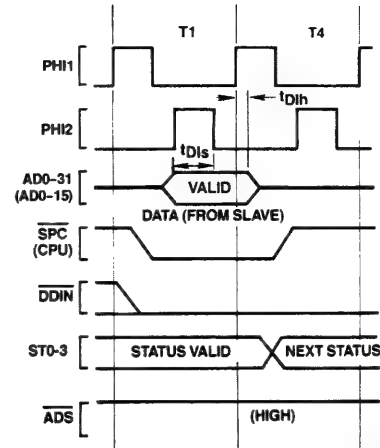 T1 T4
PHI1
tDIh
PHI2
tDIs
AD0-31
(AD0-15)
VALID
DATA (FROM SLAVE)
SPC
(CPU)
DDIN
ST0-3
STATUS VALID
NEXT STATUS
ADS
(HIGH)